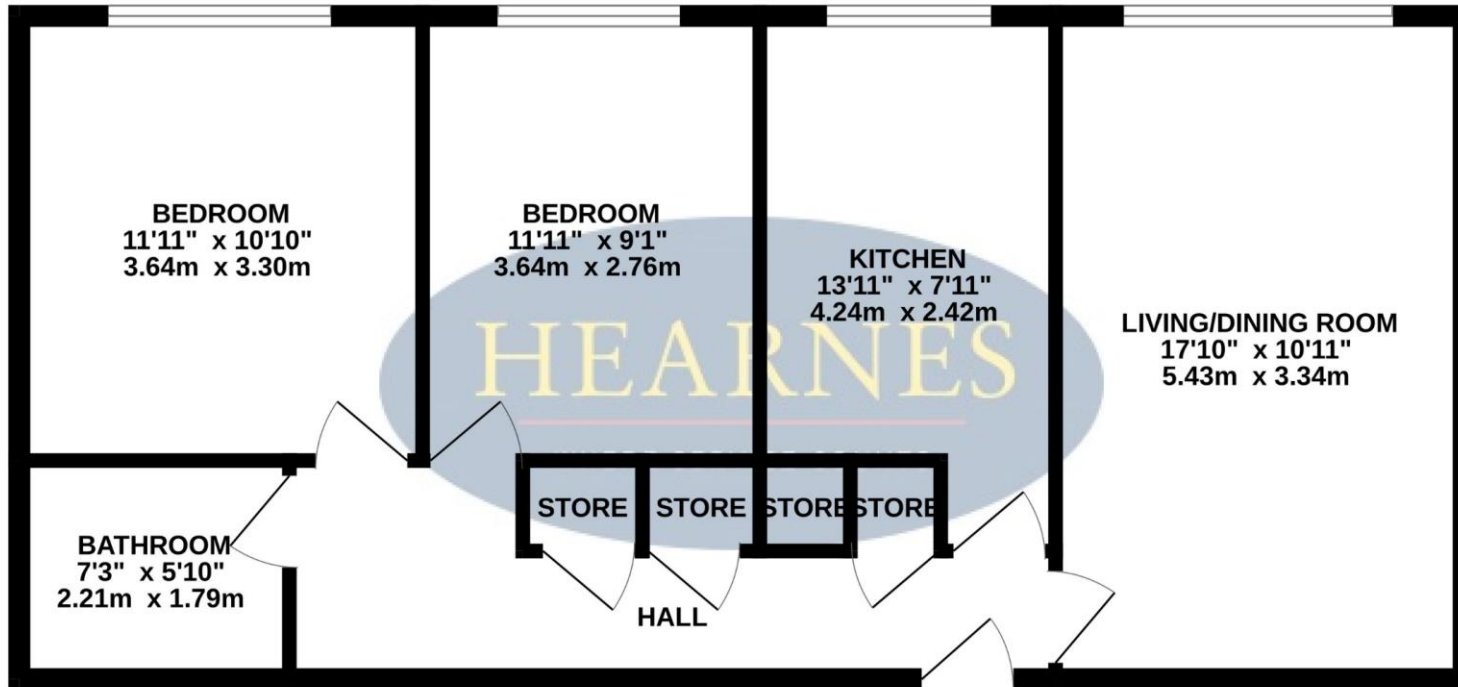 BEDROOM
11'11" x 10'10"
3.64m x 3.30m
BEDROOM
11'11" x 9'1"
3.64m x 2.76m
KITCHEN
13'11" x 7'11"
4.24m x 2.42m
LIVING/DINING ROOM
17'10" x 10'11"
5.43m x 3.34m
HEARNES
STORE
STORE
STORE
STORE
BATHROOM
7'3" x 5'10"
2.21m x 1.79m
HALL